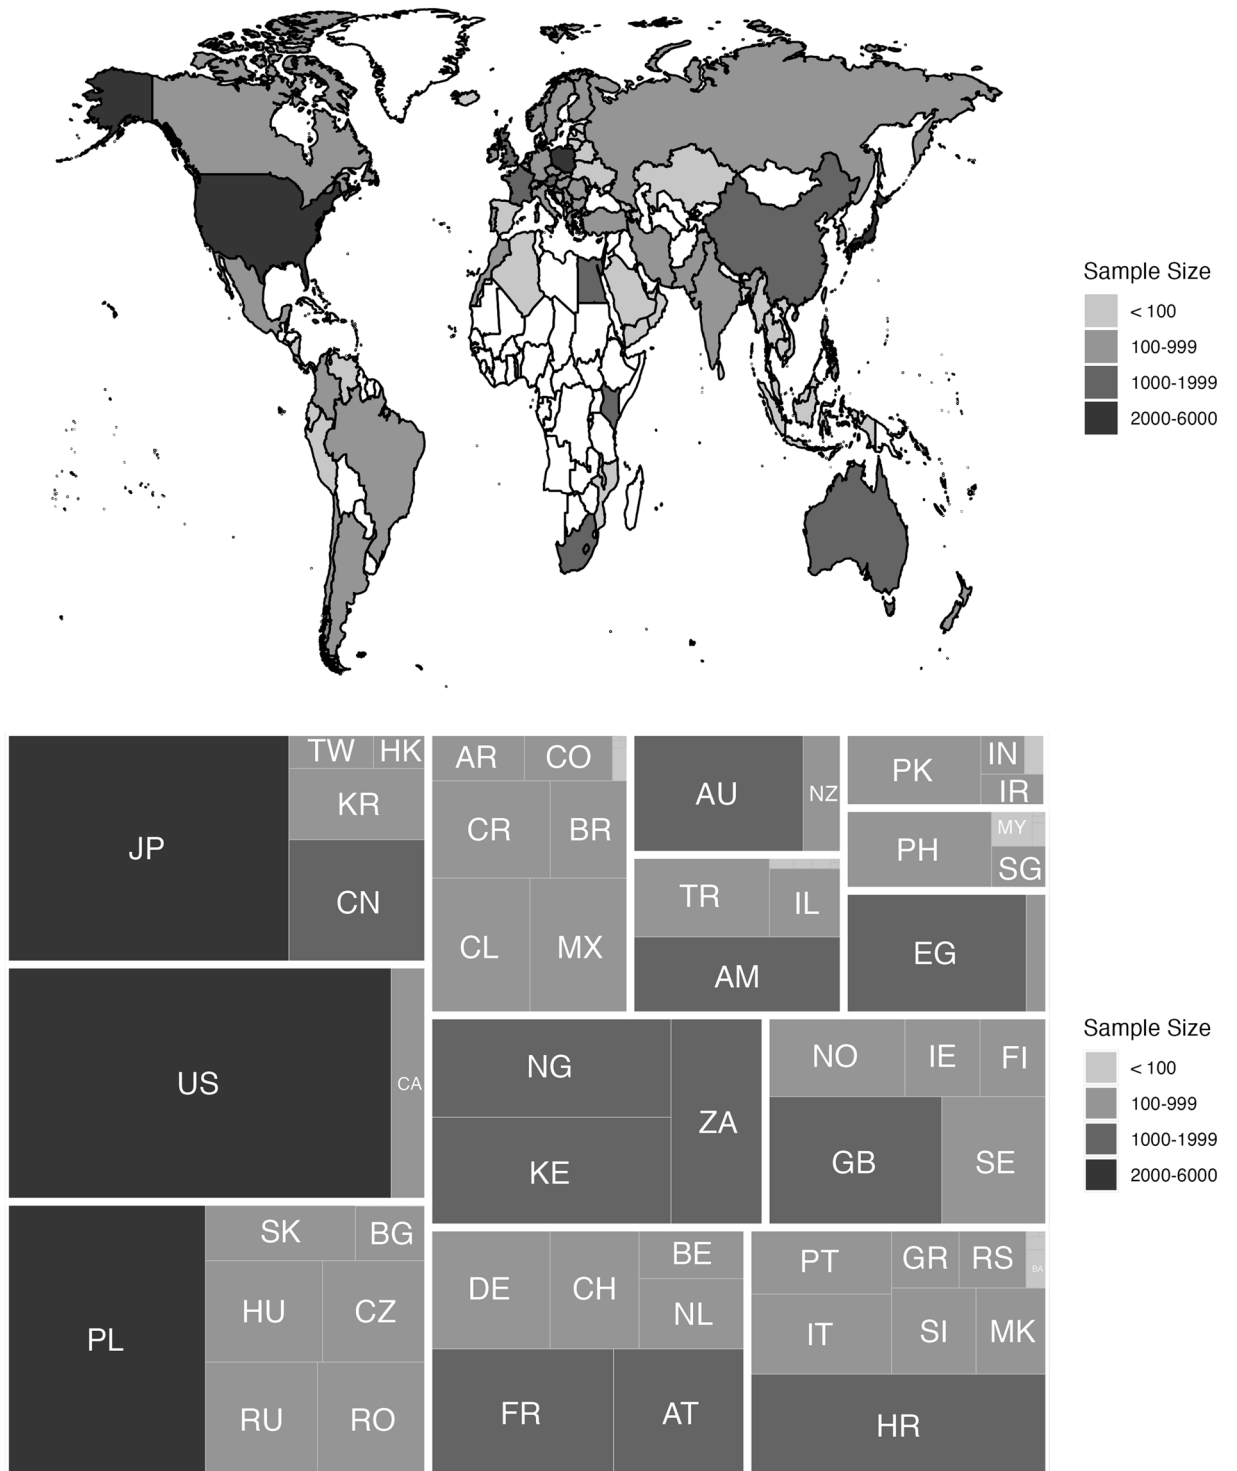 Sample Size
< 100
100-999
1000-1999
2000-6000
TW HK AR CO PK IN
IR
JP KR CR BR AU NZ
CN CL MX TR IL PH MY
SG
AM EG
US CA NG ZA NO IE FI
KE GB SE
Sample Size
< 100
100-999
1000-1999
2000-6000
PL SK BG DE CH BE PT GR RS BA
HU CZ NL IT SI MK
RU RO FR AT HR